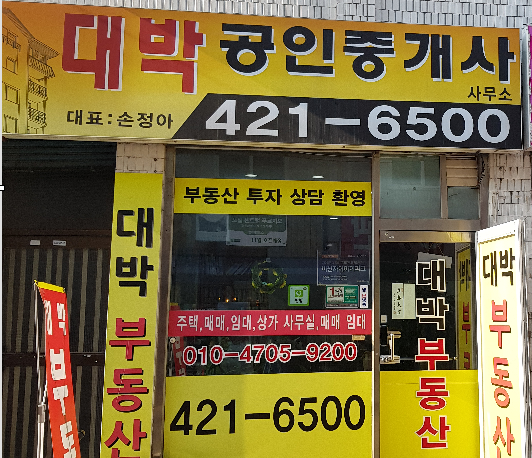 대박 공인중개사
사무소
대표:손정아
421-6500
부동산 투자 상담 환영
주택,매매,임대,상가 사무실,매매 임대
010-4705-9200
421-6500
대박 부동산
대박 부동산
대박 부동산